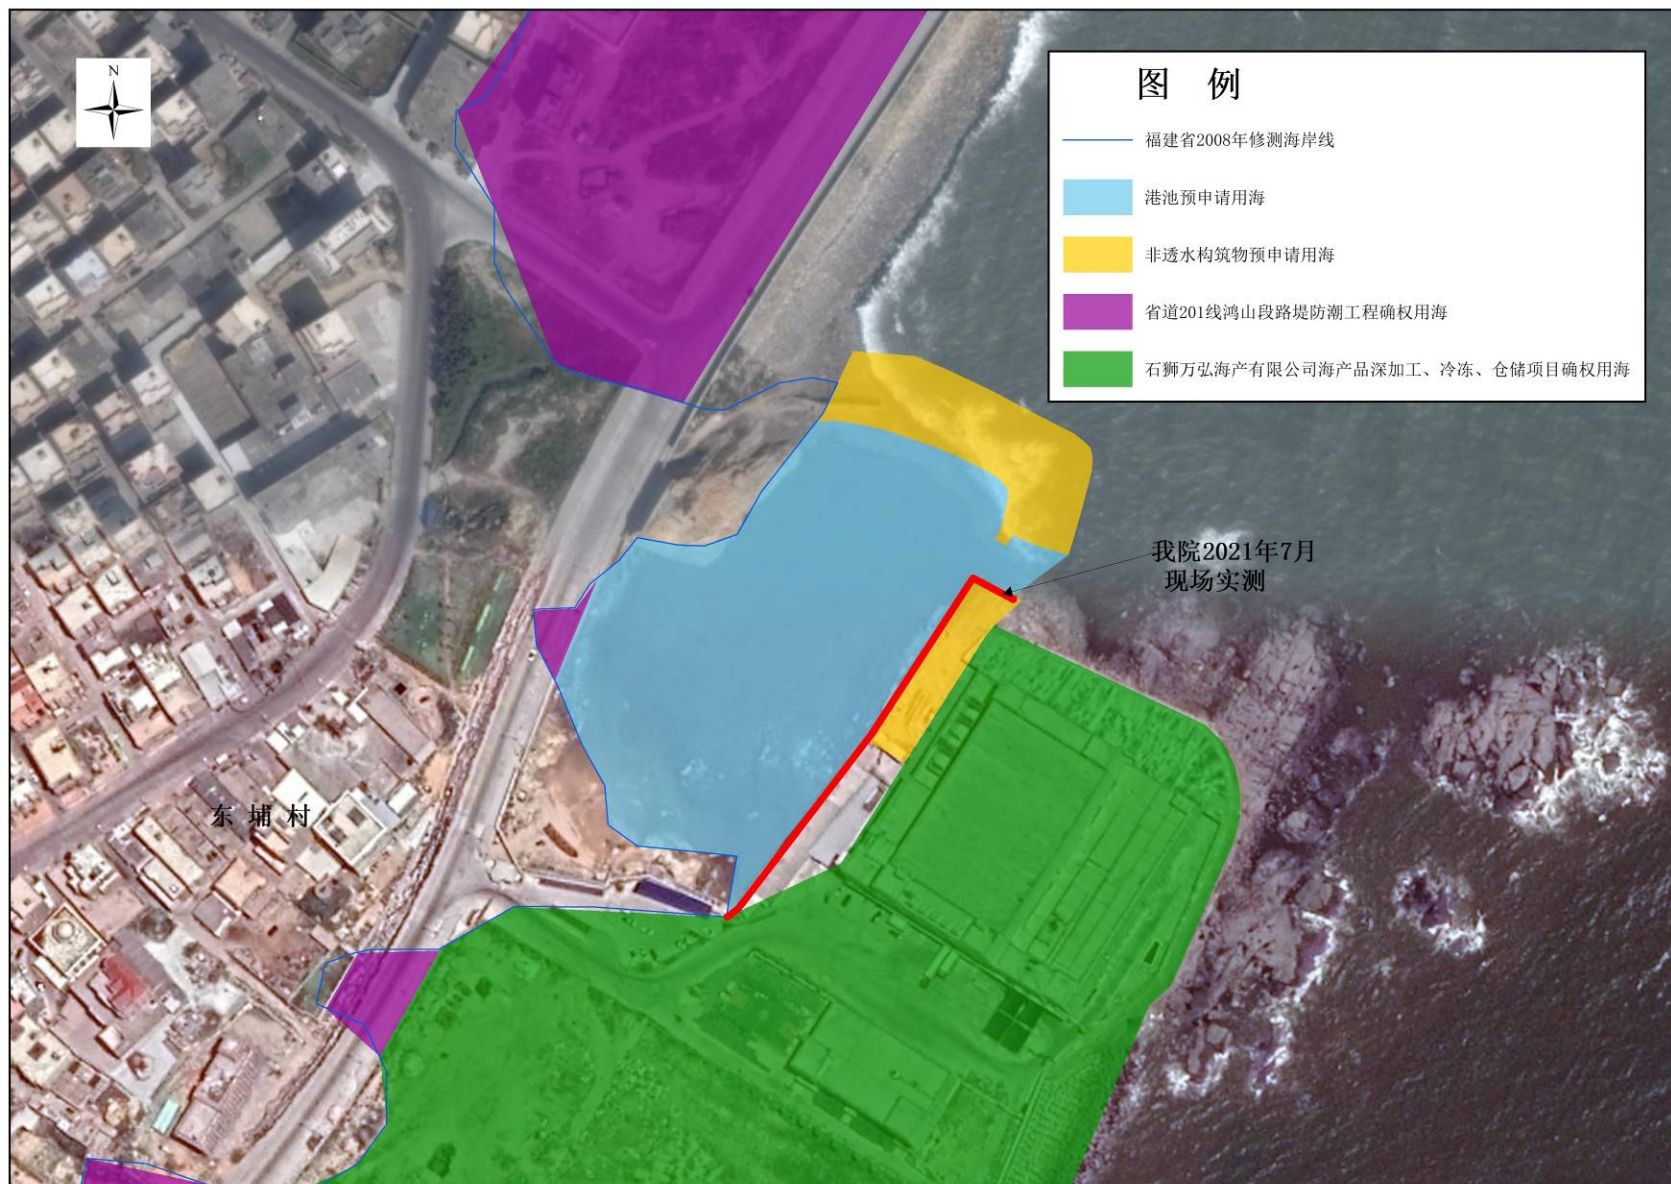 N
图 例
福建省2008年修测海岸线
港池预申请用海
非透水构筑物预申请用海
省道201线鸿山段路堤防潮工程确权用海
石狮万弘海产有限公司海产品深加工、冷冻、仓储项目确权用海
我院2021年7月
现场实测
东 埔 村